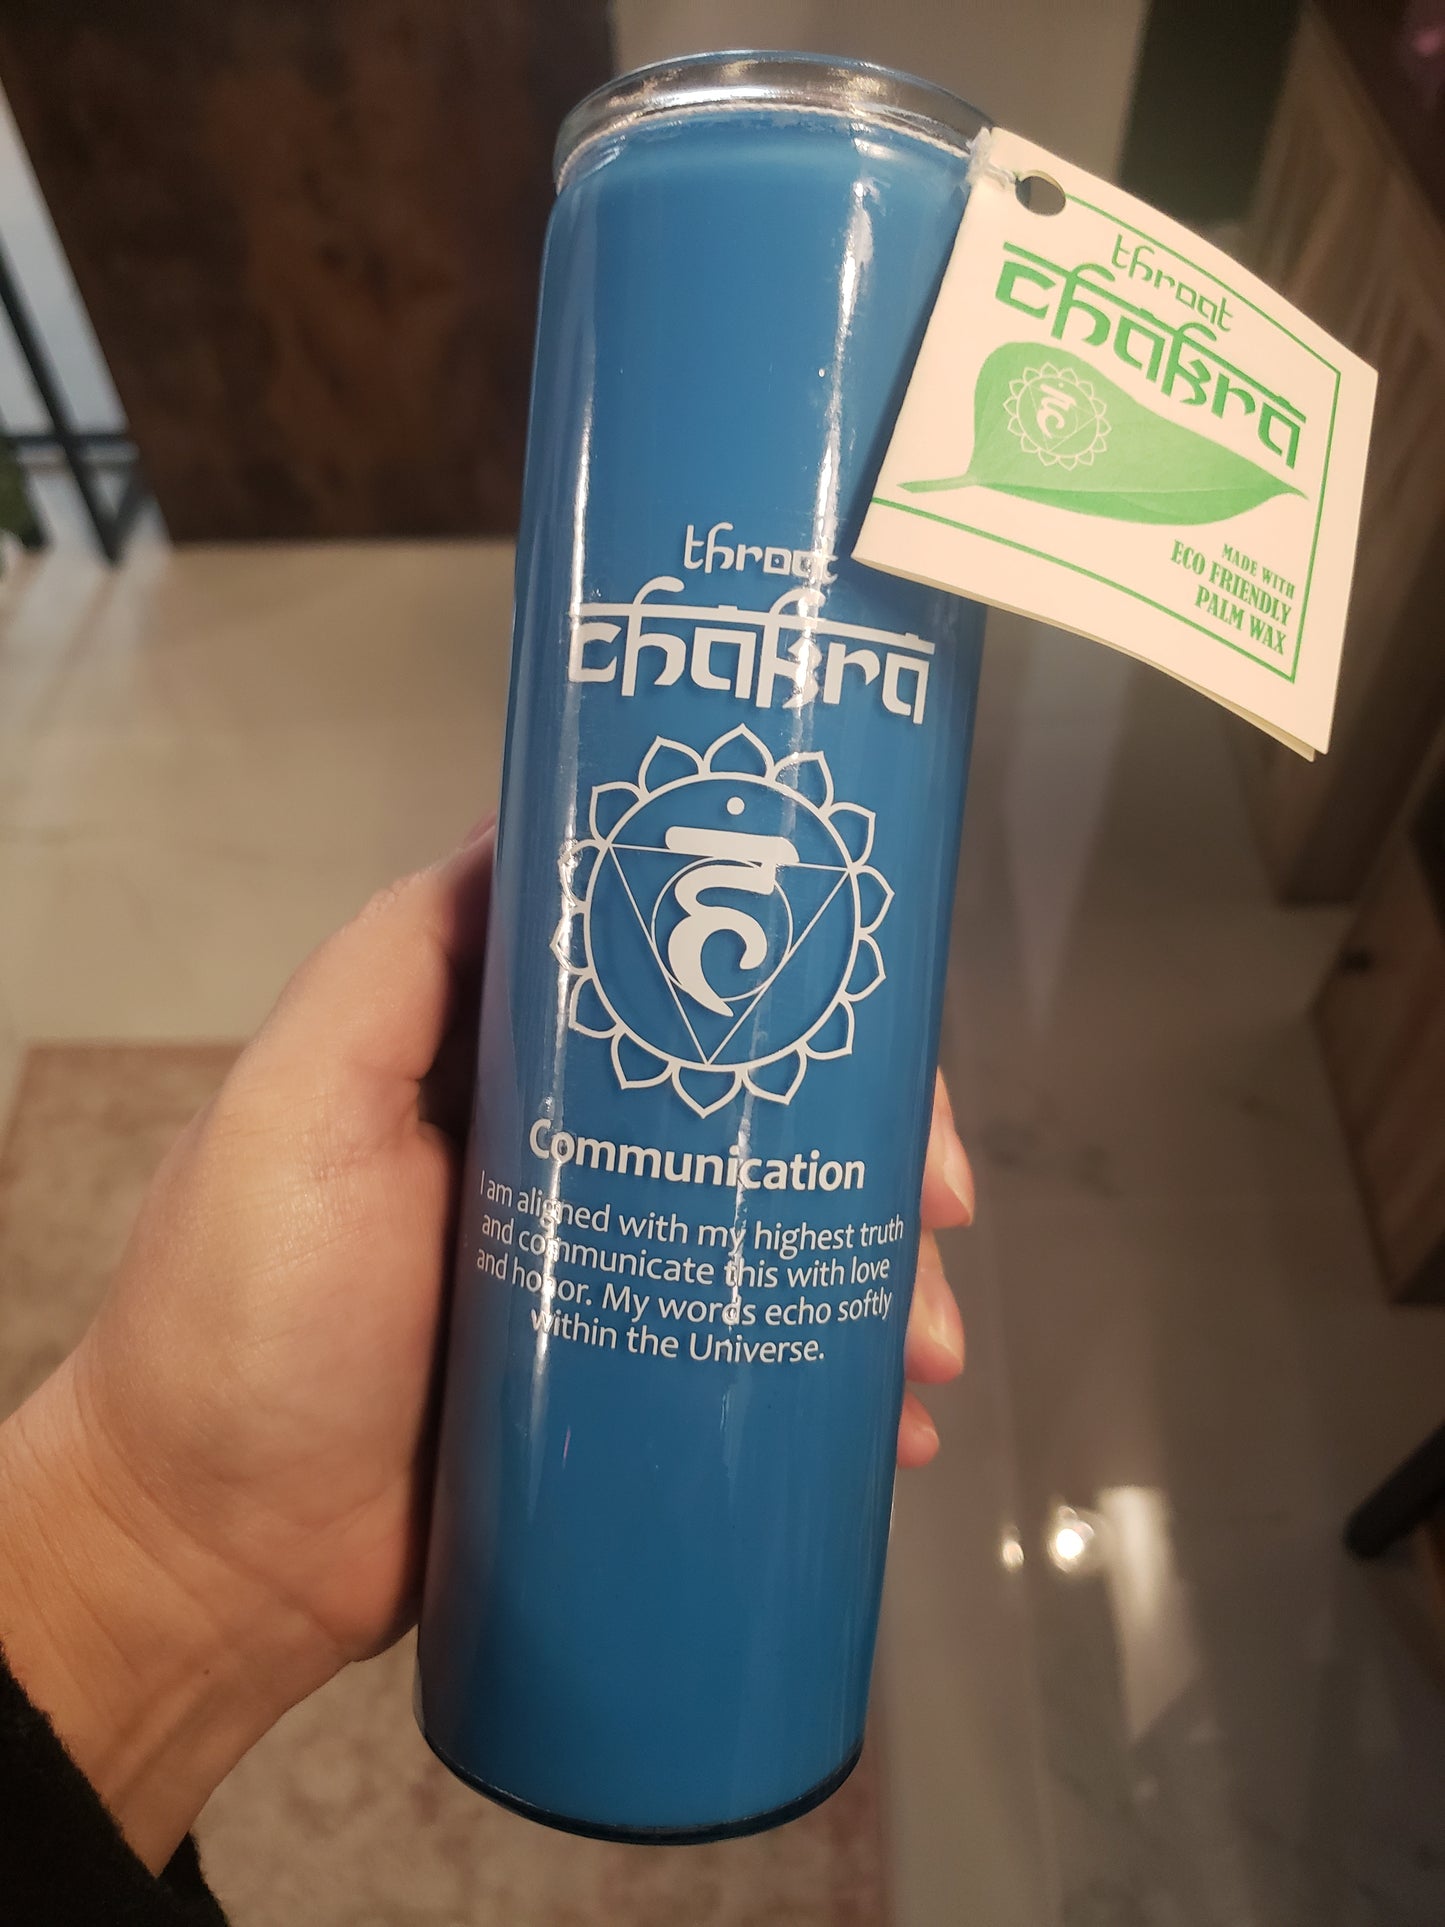 throat
chakra
हं
Communication
I am aligned with my highest truth
and communicate this with love
and honor. My words echo softly
within the Universe.
throat
chakra
हं
MADE WITH
ECO FRIENDLY
PALM WAX